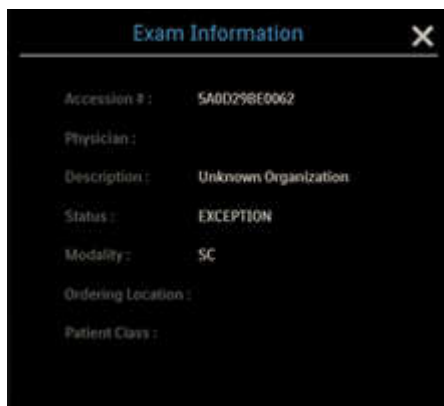 Exam Information
Accession # : 5A0D29BE0062
Physician :
Description : Unknown Organization
Status : EXCEPTION
Modality : SC
Ordering Location :
Patient Class :